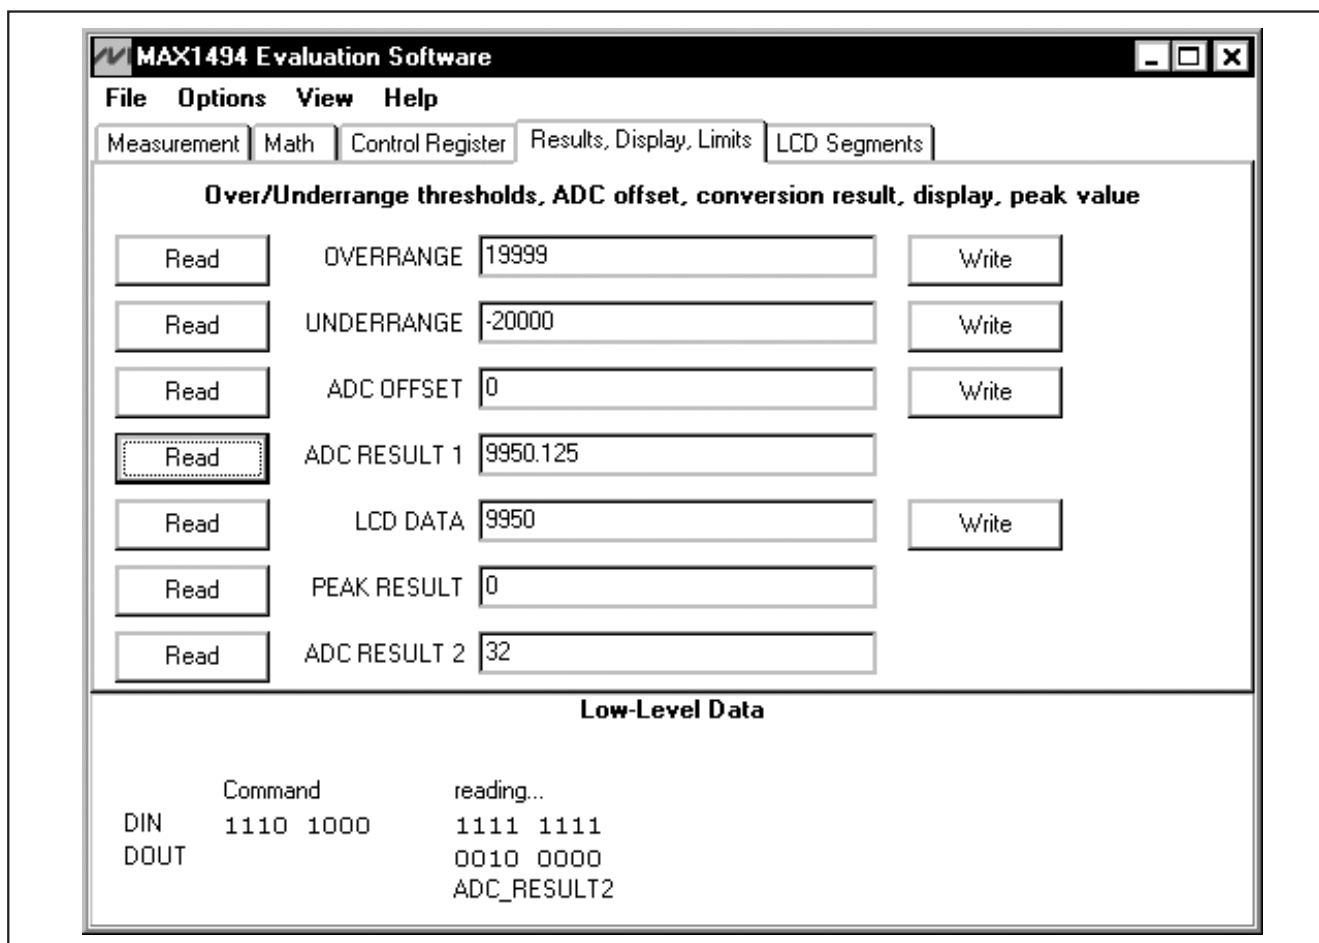 MAX1494 Evaluation Software
File Options View Help
Measurement Math Control Register Results, Display, Limits LCD Segments
Over/Underrange thresholds, ADC offset, conversion result, display, peak value
Read OVERRANGE 19999 Write
Read UNDERRANGE -20000 Write
Read ADC OFFSET 0 Write
Read ADC RESULT 1 9950.125
Read LCD DATA 9950 Write
Read PEAK RESULT 0
Read ADC RESULT 2 32
Low-Level Data
Command reading...
DIN 1110 1000 1111 1111
DOUT 0010 0000
ADC_RESULT2